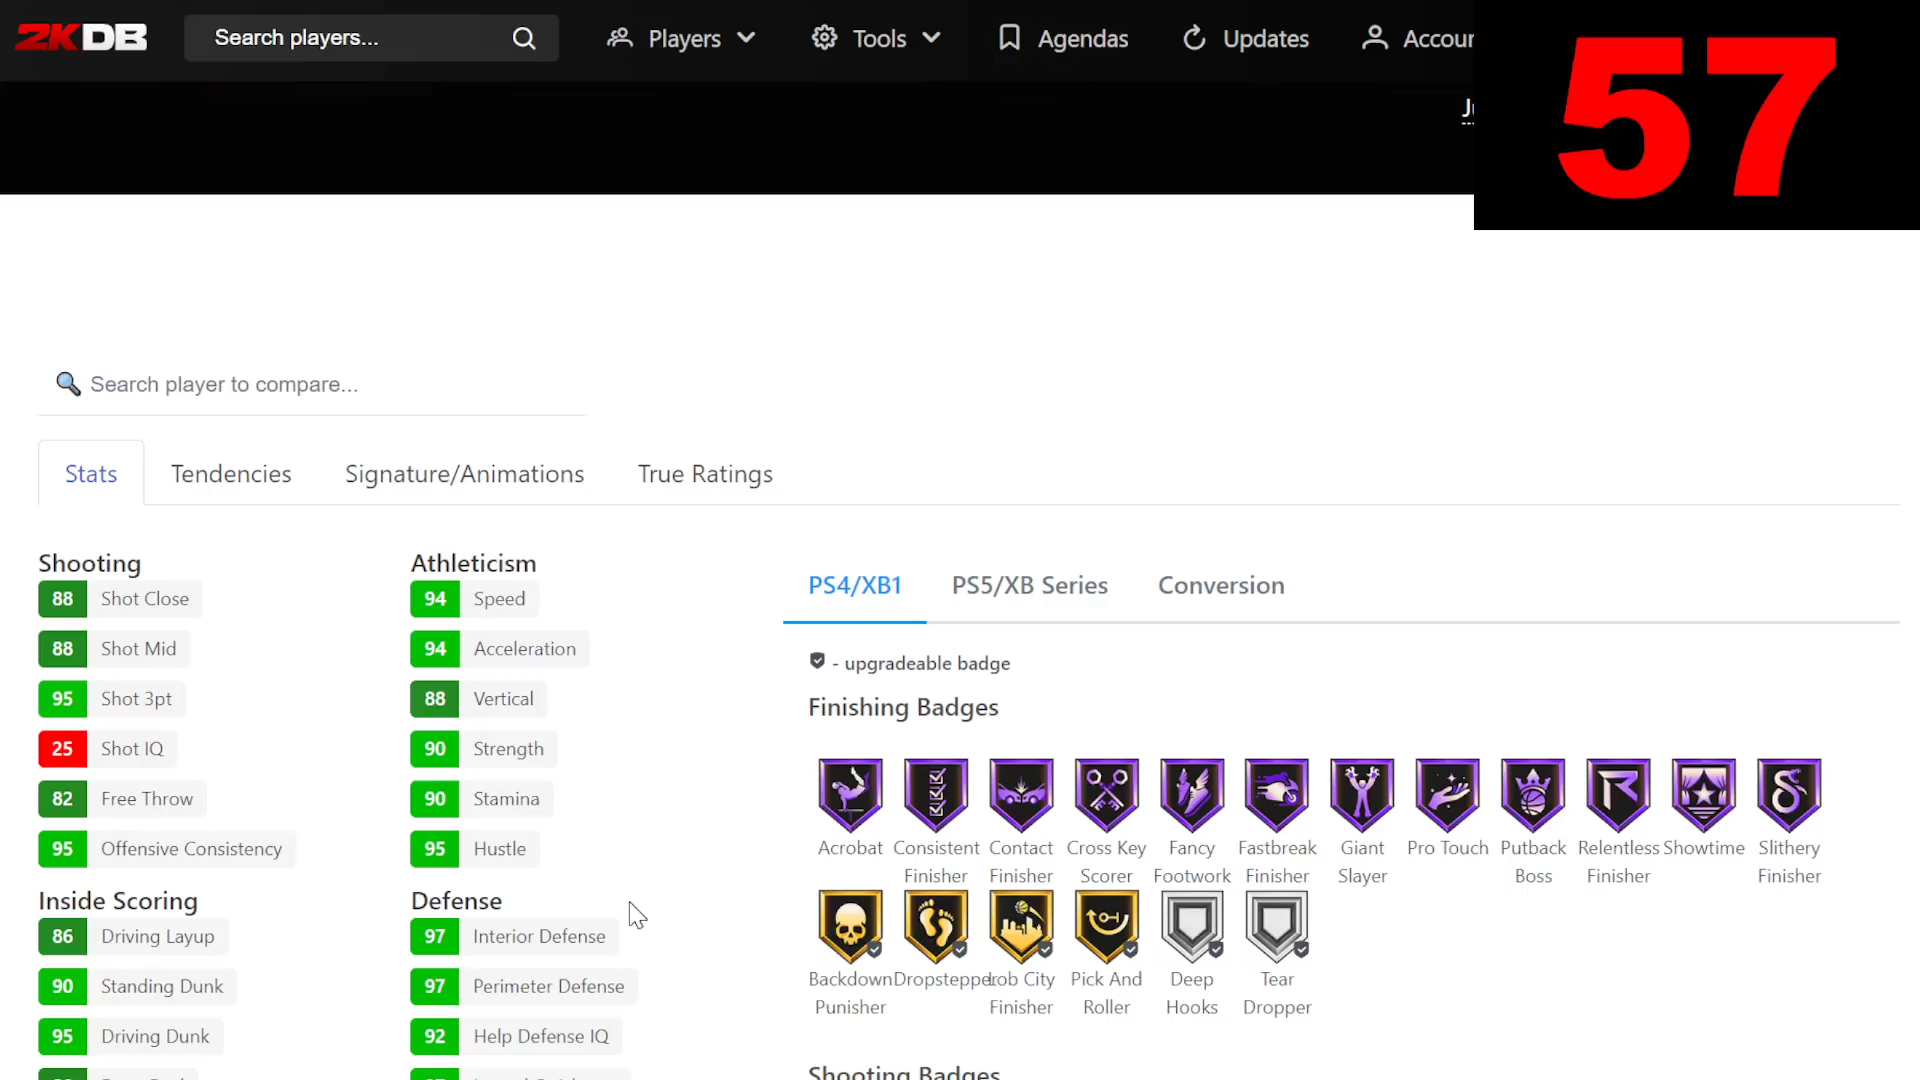 2KDB
Search players...
Players
Tools
Agendas
Updates
57
Search player to compare...
Stats
Tendencies
Signature/Animations
True Ratings
Shooting
88 Shot Close
88 Shot Mid
95 Shot 3pt
25 Shot IQ
82 Free Throw
95 Offensive Consistency
Inside Scoring
86 Driving Layup
90 Standing Dunk
95 Driving Dunk
Athleticism
94 Speed
94 Acceleration
88 Vertical
90 Strength
90 Stamina
95 Hustle
Defense
97 Interior Defense
97 Perimeter Defense
92 Help Defense IQ
PS4/XB1
PS5/XB Series
Conversion
- upgradeable badge
Finishing Badges
Acrobat
Consistent
Finisher
Contact
Finisher
Cross Key
Scorer
Fancy
Footwork
Fastbreak
Finisher
Giant
Slayer
Pro Touch
Putback
Boss
Relentless
Finisher
Showtime
Slithery
Finisher
Backdown
Punisher
Dropstepper
City
Finisher
Pick And
Roller
Deep
Hooks
Tear
Dropper
Shooting Badges